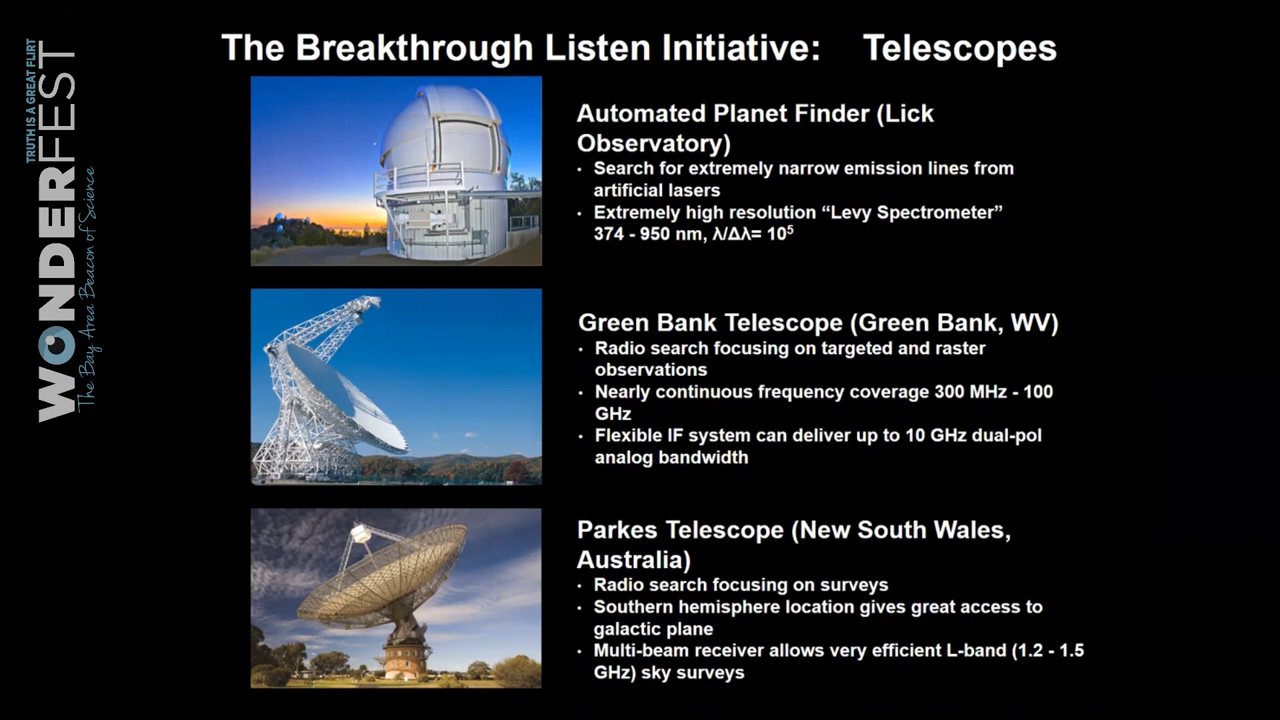 The Breakthrough Listen Initiative: Telescopes
TRUTH IS A GREAT FLIRT
WONDERFEST
The Bay Area Beacon of Science
Automated Planet Finder (Lick
Observatory)
· Search for extremely narrow emission lines from
artificial lasers
· Extremely high resolution “Levy Spectrometer”
374 - 950 nm, λ/Δλ= 10⁵
Green Bank Telescope (Green Bank, WV)
· Radio search focusing on targeted and raster
observations
· Nearly continuous frequency coverage 300 MHz - 100
GHz
· Flexible IF system can deliver up to 10 GHz dual-pol
analog bandwidth
Parkes Telescope (New South Wales,
Australia)
· Radio search focusing on surveys
· Southern hemisphere location gives great access to
galactic plane
· Multi-beam receiver allows very efficient L-band (1.2 - 1.5
GHz) sky surveys